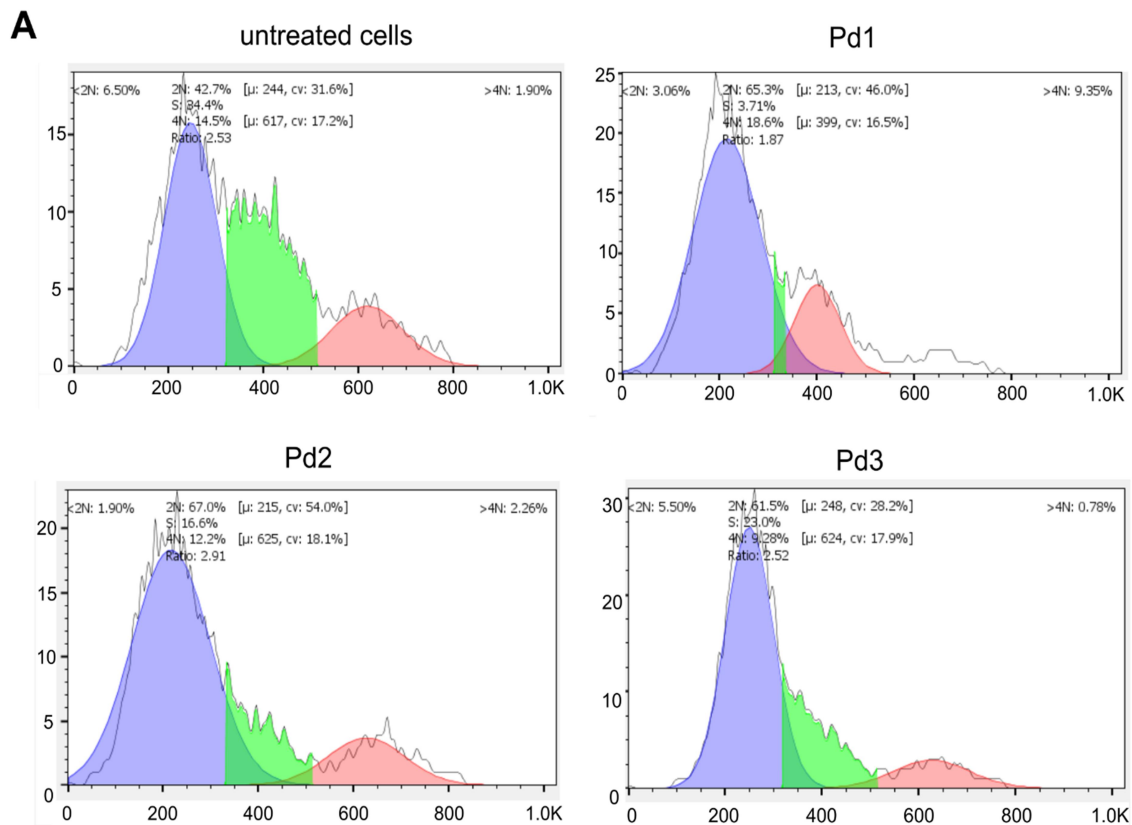 A
untreated cells
<2N: 6.50%
2N: 42.7% [µ: 244, cv: 31.6%]
>4N: 1.90%
S: 34.4%
4N: 14.5% [µ: 617, cv: 17.2%]
Ratio: 2.53
15
10
5
0
0 200 400 600 800 1.0K
Pd1
<2N: 3.06%
2N: 65.3% [µ: 213, cv: 46.0%]
>4N: 9.35%
S: 3.71%
4N: 18.6% [µ: 399, cv: 16.5%]
Ratio: 1.87
25
20
15
10
5
0
0 200 400 600 800 1.0K
Pd2
<2N: 1.90%
2N: 67.0% [µ: 215, cv: 54.0%]
>4N: 2.26%
S: 16.6%
4N: 12.2% [µ: 625, cv: 18.1%]
Ratio: 2.91
20
15
10
5
0
0 200 400 600 800 1.0K
Pd3
<2N: 5.50%
2N: 61.5% [µ: 248, cv: 28.2%]
>4N: 0.78%
S: 23.0%
4N: 9.28% [µ: 624, cv: 17.9%]
Ratio: 2.52
30
20
10
0
0 200 400 600 800 1.0K